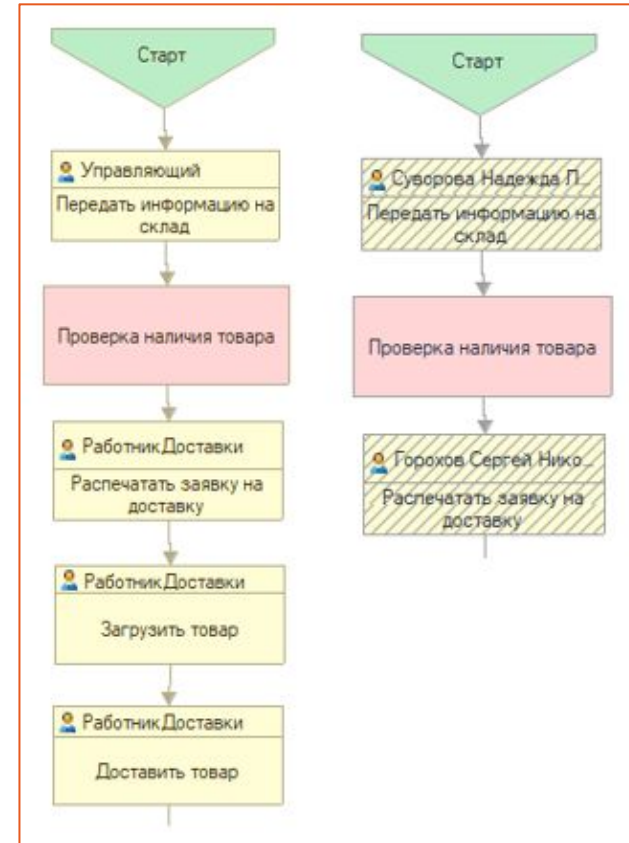 Старт
Управляющий
Передать информацию на
склад
Проверка наличия товара
РаботникДоставки
Распечатать заявку на
доставку
РаботникДоставки
Загрузить товар
РаботникДоставки
Доставить товар
Старт
Суворова Надежда П...
Передать информацию на
склад
Проверка наличия товара
Горохов Сергей Нико...
Распечатать заявку на
доставку